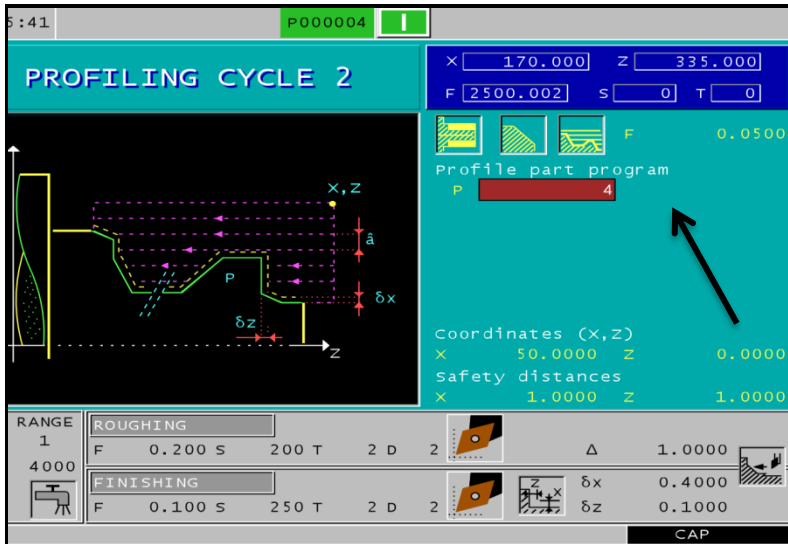 5:41 P000004
PROFILING CYCLE 2
X 170.000 Z 335.000
F 2500.002 S 0 T 0
F 0.0500
Profile part program
P 4
x,z
â
P
δx
δz
z
Coordinates (X,Z)
X 50.0000 Z 0.0000
Safety distances
X 1.0000 Z 1.0000
RANGE
1
4000
ROUGHING
F 0.200 S 200 T 2 D 2 Δ 1.0000
FINISHING
F 0.100 S 250 T 2 D 2 Z X δx 0.4000
δz 0.1000
CAP